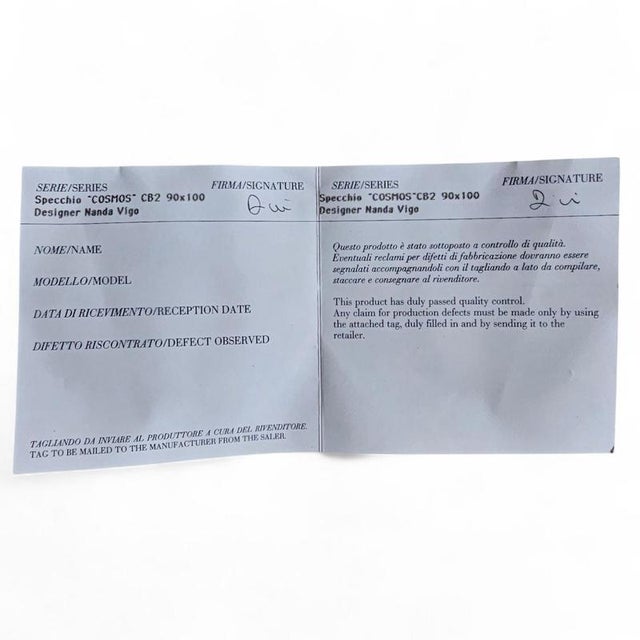 SERIE/SERIES FIRMA/SIGNATURE
Specchio "COSMOS" CB2 90x100
Designer Nanda Vigo
NOME/NAME
MODELLO/MODEL
DATA DI RICEVIMENTO/RECEPTION DATE
DIFETTO RISCONTRATO/DEFECT OBSERVED
TAGLIANDO DA INVIARE AL PRODUTTORE A CURA DEL RIVENDITORE.
TAG TO BE MAILED TO THE MANUFACTURER FROM THE SALER.
SERIE/SERIES FIRMA/SIGNATURE
Specchio "COSMOS"CB2 90x100
Designer Nanda Vigo
Questo prodotto è stato sottoposto a controllo di qualità.
Eventuali reclami per difetti di fabbricazione dovranno essere
segnalati accompagnandoli con il tagliando a lato da compilare,
staccare e consegnare al rivenditore.
This product has duly passed quality control.
Any claim for production defects must be made only by using
the attached tag, duly filled in and by sending it to the
retailer.